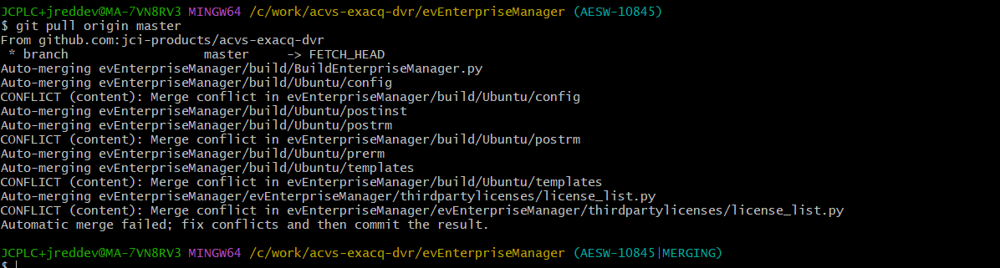 JCPLC+jreddev@MA-7VN8RV3 MINGW64 /c/work/acvs-exacq-dvr/evEnterpriseManager (AESW-10845)
$ git pull origin master
From github.com:jci-products/acvs-exacq-dvr
 * branch                master     -> FETCH_HEAD
Auto-merging evEnterpriseManager/build/BuildEnterpriseManager.py
Auto-merging evEnterpriseManager/build/Ubuntu/config
CONFLICT (content): Merge conflict in evEnterpriseManager/build/Ubuntu/config
Auto-merging evEnterpriseManager/build/Ubuntu/postinst
Auto-merging evEnterpriseManager/build/Ubuntu/postrm
CONFLICT (content): Merge conflict in evEnterpriseManager/build/Ubuntu/postrm
Auto-merging evEnterpriseManager/build/Ubuntu/prerm
Auto-merging evEnterpriseManager/build/Ubuntu/templates
CONFLICT (content): Merge conflict in evEnterpriseManager/build/Ubuntu/templates
Auto-merging evEnterpriseManager/evEnterpriseManager/thirdpartylicenses/license_list.py
CONFLICT (content): Merge conflict in evEnterpriseManager/evEnterpriseManager/thirdpartylicenses/license_list.py
Automatic merge failed; fix conflicts and then commit the result.
JCPLC+jreddev@MA-7VN8RV3 MINGW64 /c/work/acvs-exacq-dvr/evEnterpriseManager (AESW-10845|MERGING)
$